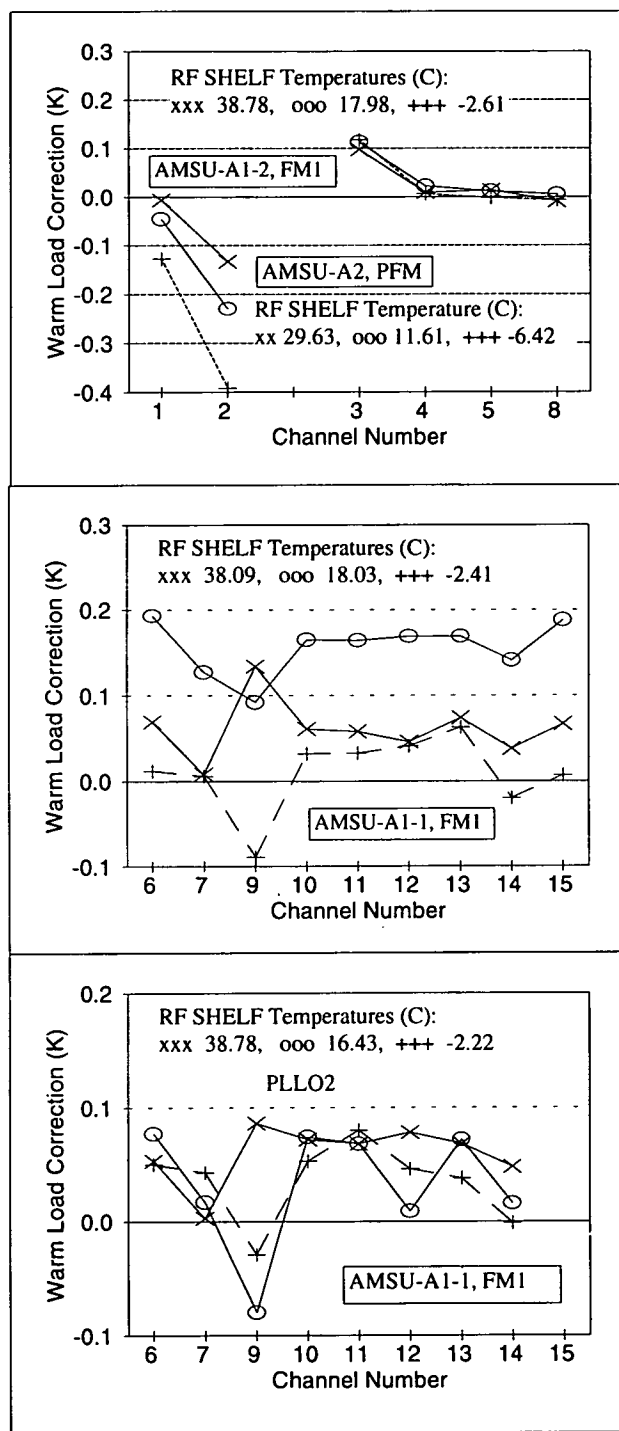 0.3
0.2
0.1
0.0
-0.1
-0.2
-0.3
-0.4
Warm Load Correction (K)
RF SHELF Temperatures (C):
xxx 38.78, ooo 17.98, +++ -2.61
AMSU-A1-2, FM1
AMSU-A2, PFM
RF SHELF Temperature (C):
xx 29.63, ooo 11.61, +++ -6.42
1 2 3 4 5 8
Channel Number
0.3
0.2
0.1
0.0
-0.1
Warm Load Correction (K)
RF SHELF Temperatures (C):
xxx 38.09, ooo 18.03, +++ -2.41
AMSU-A1-1, FM1
6 7 9 10 11 12 13 14 15
Channel Number
0.2
0.1
0.0
-0.1
Warm Load Correction (K)
RF SHELF Temperatures (C):
xxx 38.78, ooo 16.43, +++ -2.22
PLLO2
AMSU-A1-1, FM1
6 7 9 10 11 12 13 14 15
Channel Number